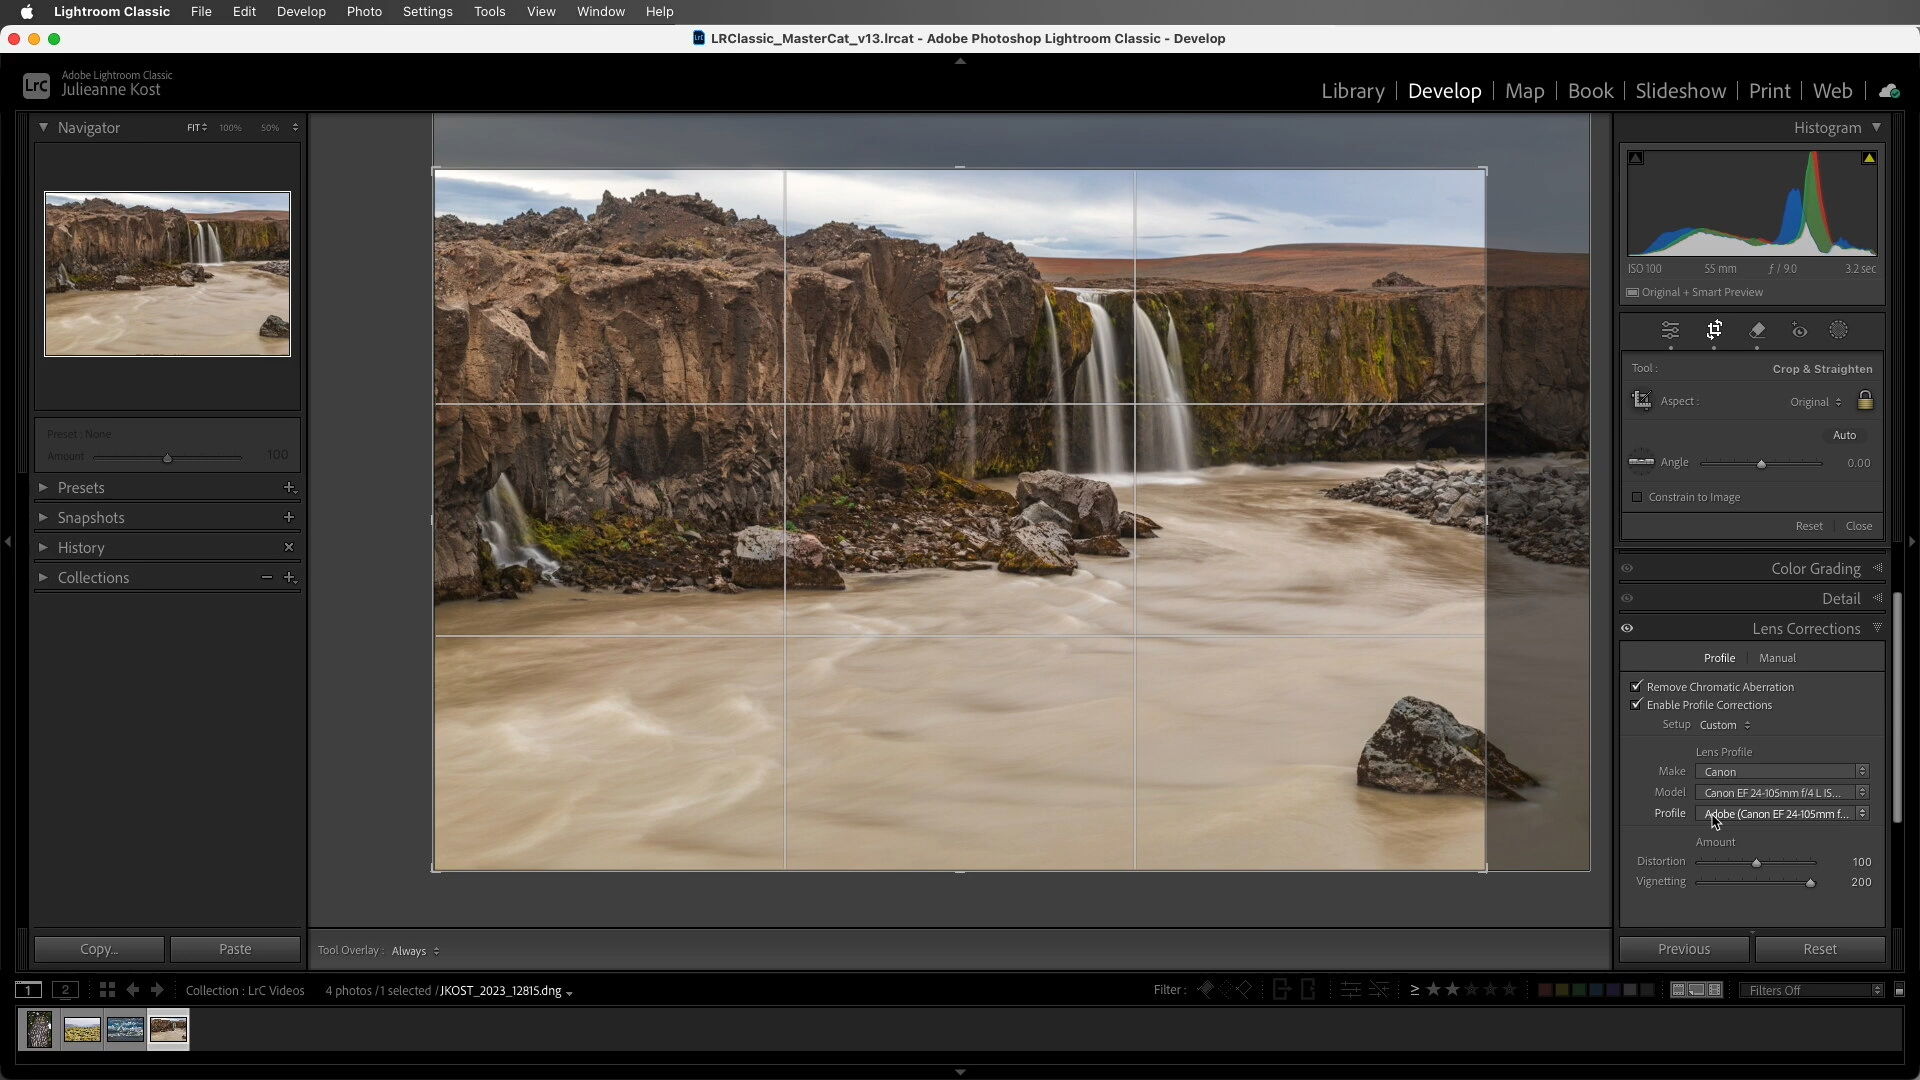 Lightroom Classic File Edit Develop Photo Settings Tools View Window Help
LrC LRClassic_MasterCat_v13.lrcat - Adobe Photoshop Lightroom Classic - Develop
LrC
Adobe Lightroom Classic
Julieanne Kost
Library Develop Map Book Slideshow Print Web
Navigator FIT 100% 50%
Preset : None
Amount 100
Presets
Snapshots
History
Collections
Copy... Paste
Tool Overlay : Always
Histogram
ISO 100 55 mm ƒ / 9.0 3.2 sec
Original + Smart Preview
Tool : Crop & Straighten
Aspect : Original
Auto
Angle 0.00
Constrain to Image
Reset Close
Color Grading
Detail
Lens Corrections
Profile Manual
Remove Chromatic Aberration
Enable Profile Corrections
Setup Custom
Lens Profile
Make Canon
Model Canon EF 24-105mm f/4 L IS...
Profile Adobe (Canon EF 24-105mm f...
Amount
Distortion 100
Vignetting 200
Previous Reset
1 2 Collection : LrC Videos 4 photos / 1 selected / JKOST_2023_12815.dng Filter : ≥ Filters Off